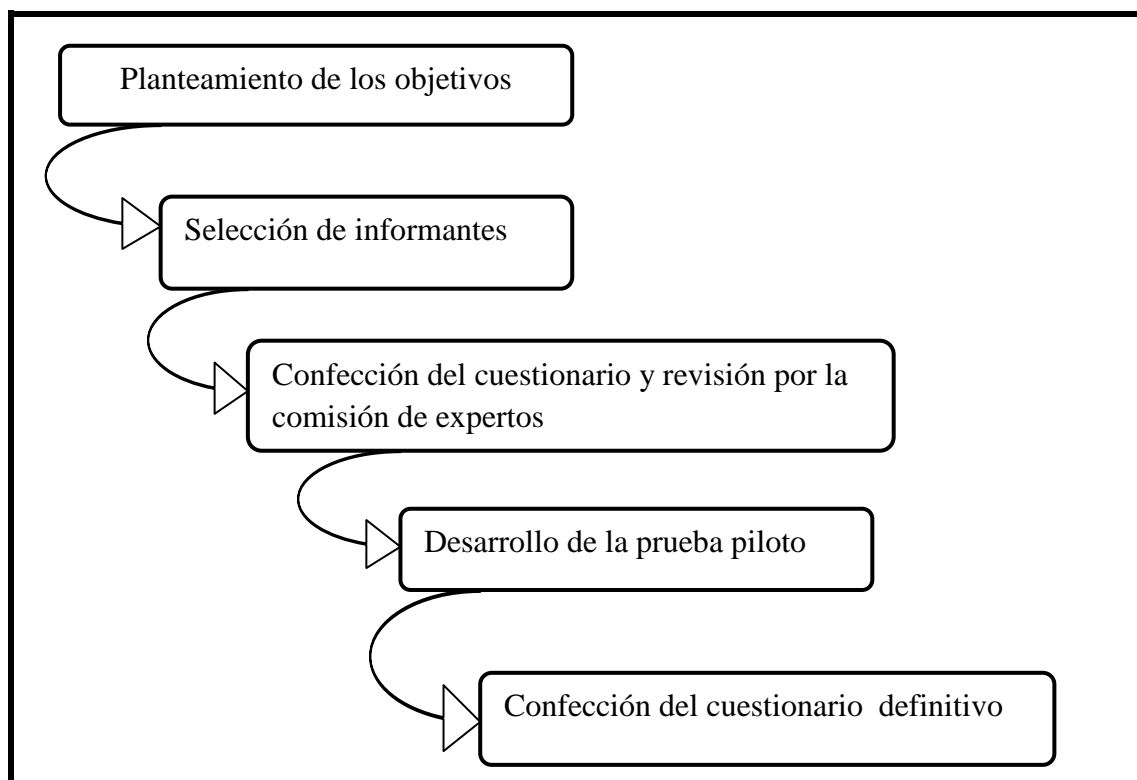 Planteamiento de los objetivos
Selección de informantes
Confección del cuestionario y revisión por la
comisión de expertos
Desarrollo de la prueba piloto
Confección del cuestionario  definitivo